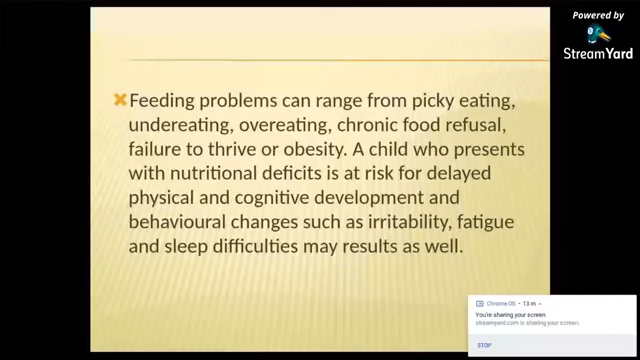 Powered by
StreamYard
Feeding problems can range from picky eating,
undereating, overeating, chronic food refusal,
failure to thrive or obesity. A child who presents
with nutritional deficits is at risk for delayed
physical and cognitive development and
behavioural changes such as irritability, fatigue
and sleep difficulties may results as well.
Chrome OS • 13 m
You're sharing your screen
streamyard.com is sharing your screen.
STOP